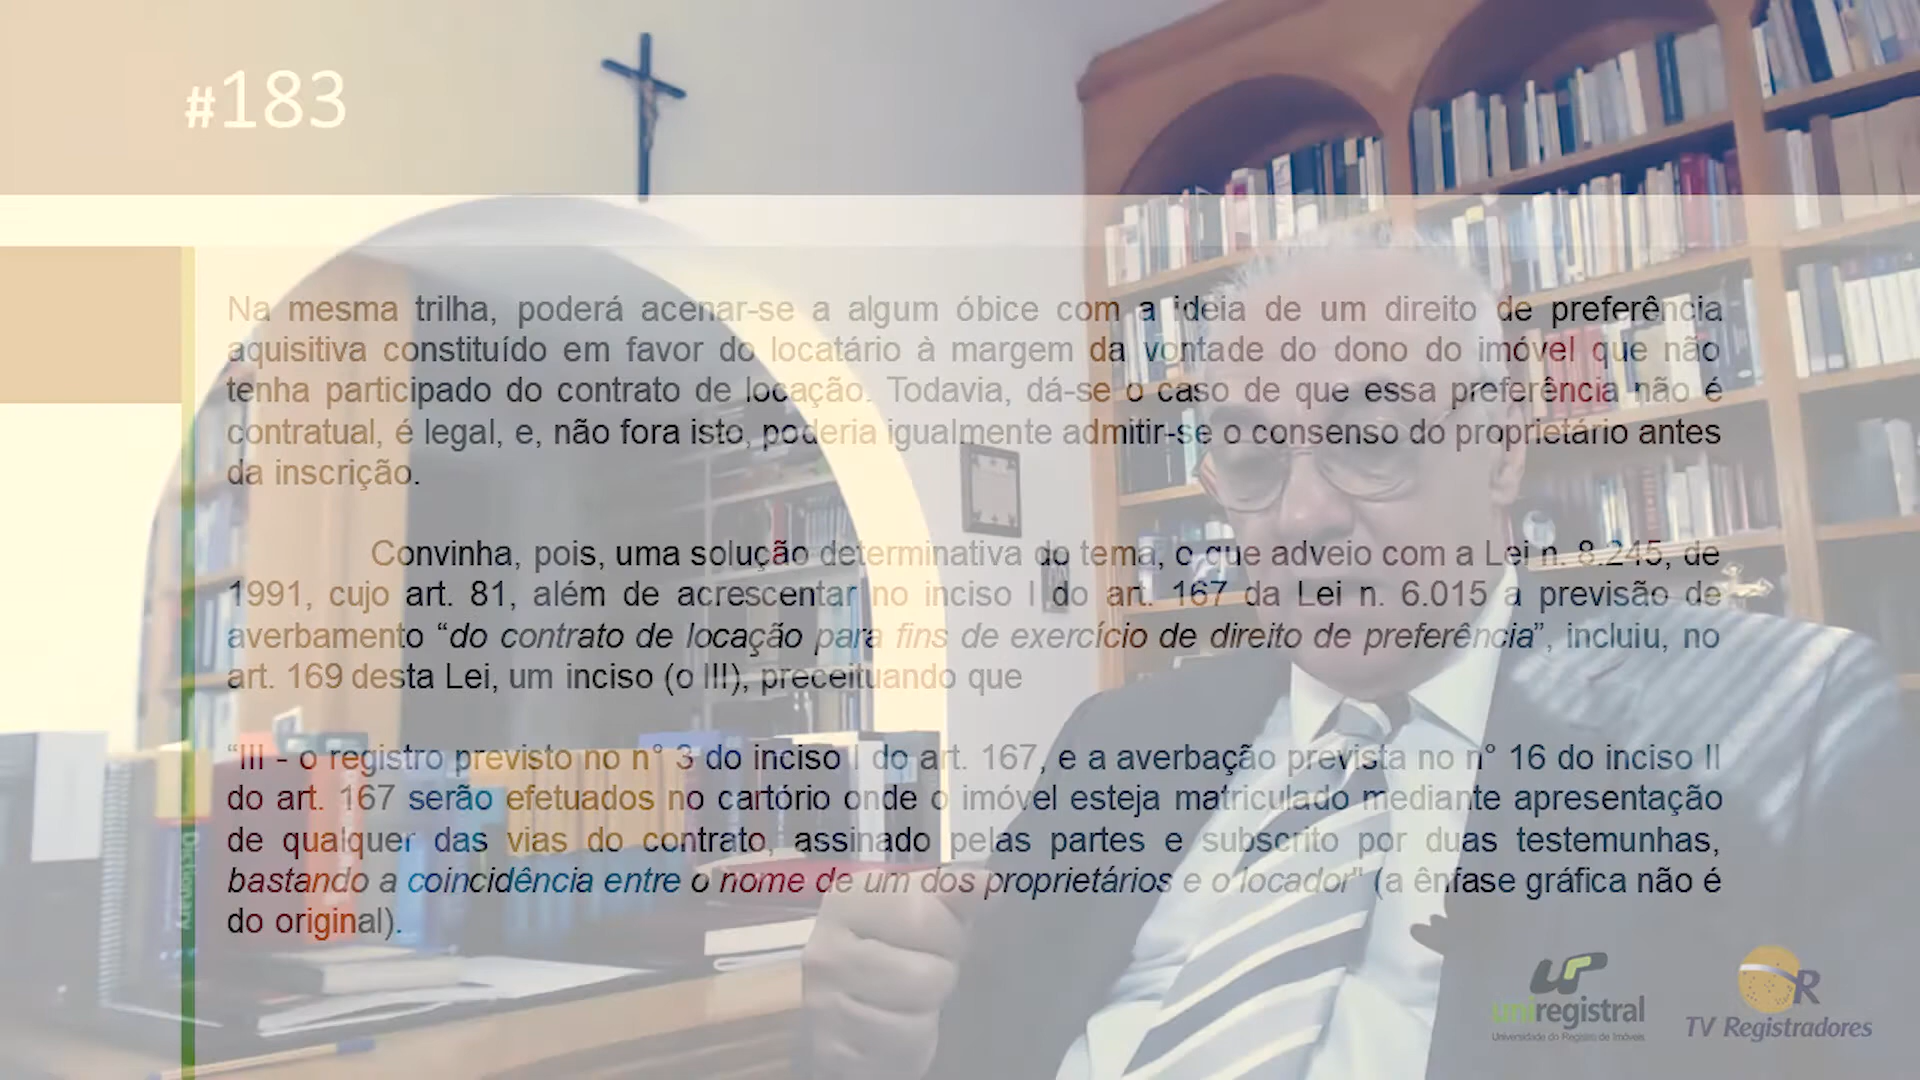 #183
Na mesma trilha, poderá acenar-se a algum óbice com a ideia de um direito de preferência
aquisitiva constituído em favor do locatário à margem da vontade do dono do imóvel que não
tenha participado do contrato de locação. Todavia, dá-se o caso de que essa preferência não é
contratual, é legal, e, não fora isto, poderia igualmente admitir-se o consenso do proprietário antes
da inscrição.
Convinha, pois, uma solução determinativa do tema, o que adveio com a Lei n. 8.245, de
1991, cujo art. 81, além de acrescentar no inciso I do art. 167 da Lei n. 6.015 a previsão de
averbamento “do contrato de locação para fins de exercício de direito de preferência”, incluiu, no
art. 169 desta Lei, um inciso (o III), preceituando que
“III - o registro previsto no n° 3 do inciso I do art. 167, e a averbação prevista no n° 16 do inciso II
do art. 167 serão efetuados no cartório onde o imóvel esteja matriculado mediante apresentação
de qualquer das vias do contrato, assinado pelas partes e subscrito por duas testemunhas,
bastando a coincidência entre o nome de um dos proprietários e o locador" (a ênfase gráfica não é
do original).
Dictionary
uniregistral
Universidade do Registro de Imóveis
TV Registradores